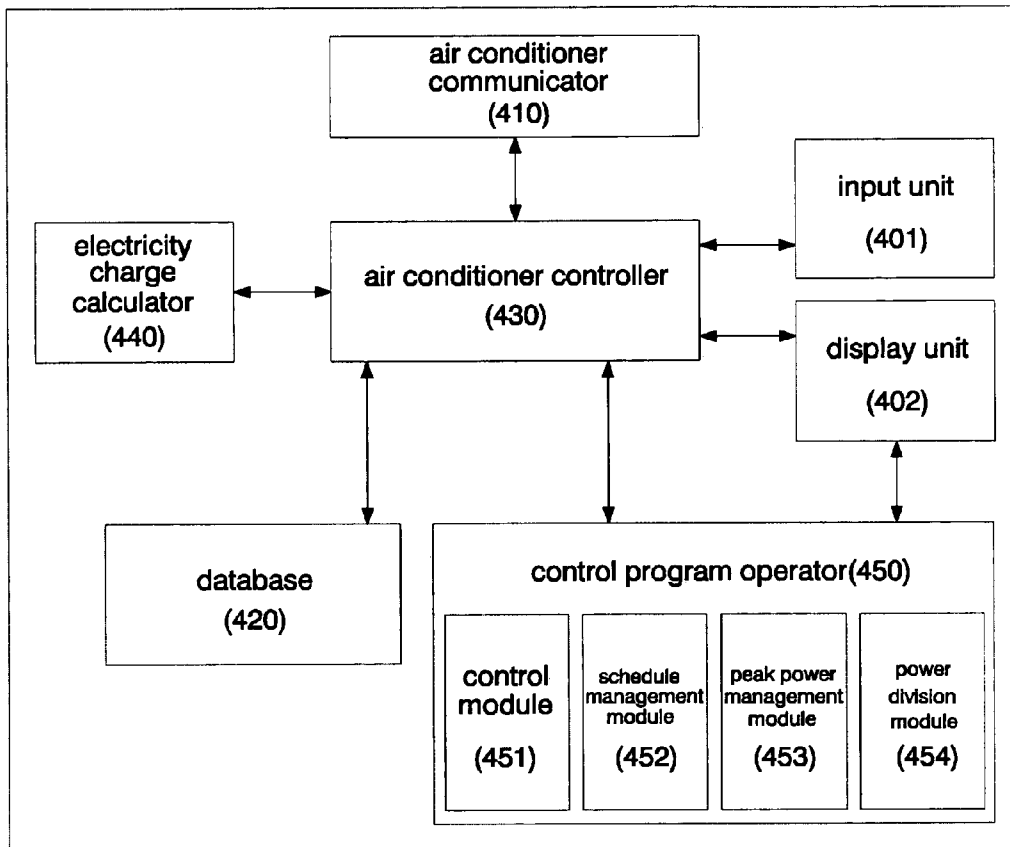 air conditioner
communicator
(410)
input unit
(401)
electricity
charge
calculator
(440)
air conditioner controller
(430)
display unit
(402)
database
(420)
control program operator(450)
control
module
(451)
schedule
management
module
(452)
peak power
management
module
(453)
power
division
module
(454)